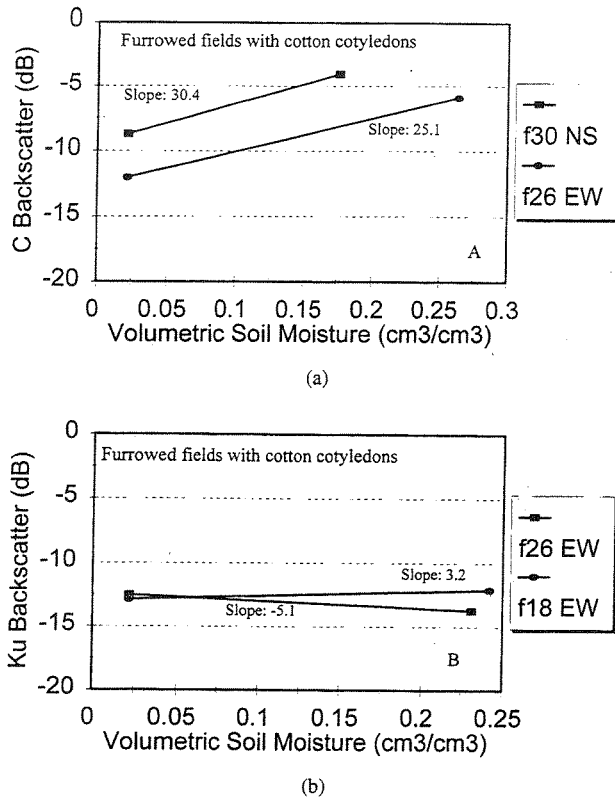 Furrowed fields with cotton cotyledons
0
-5
-10
-15
-20
C Backscatter (dB)
Slope: 30.4
Slope: 25.1
A
f30 NS
f26 EW
0 0.05 0.1 0.15 0.2 0.25 0.3
Volumetric Soil Moisture (cm3/cm3)
(a)
Furrowed fields with cotton cotyledons
0
-5
-10
-15
-20
Ku Backscatter (dB)
Slope: 3.2
Slope: -5.1
B
f26 EW
f18 EW
0 0.05 0.1 0.15 0.2 0.25
Volumetric Soil Moisture (cm3/cm3)
(b)